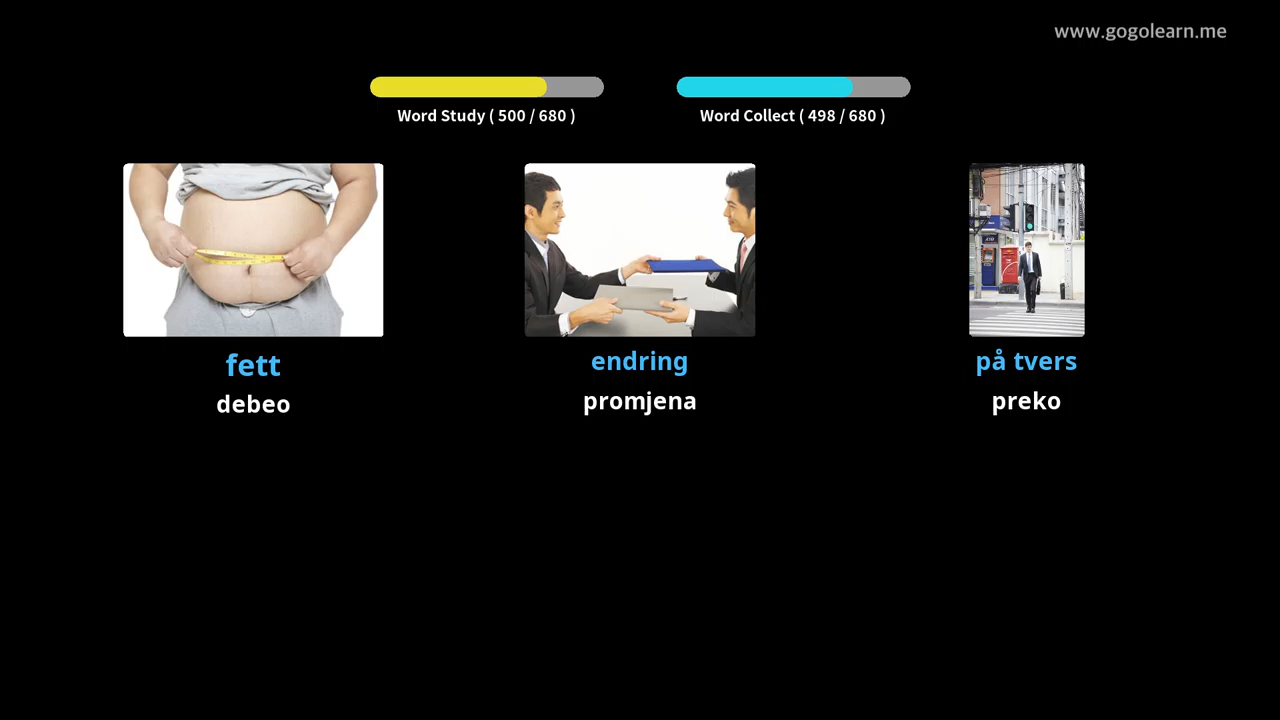 www.gogolearn.me
Word Study ( 500 / 680 )
Word Collect ( 498 / 680 )
fett
endring
på tvers
debeo
promjena
preko